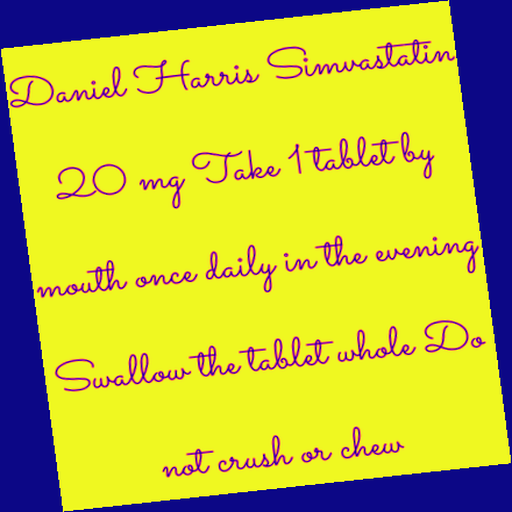 Daniel Harris Simvastatin
20 mg Take 1 tablet by
mouth once daily in the evening
Swallow the tablet whole Do
not crush or chew